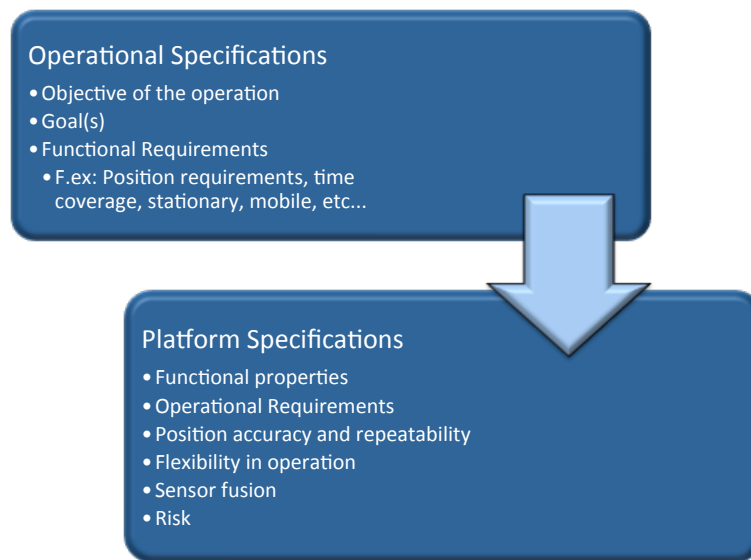 Operational Specifications
•Objective of the operation
•Goal(s)
•Functional Requirements
•F.ex: Position requirements, time
coverage, stationary, mobile, etc...
Platform Specifications
•Functional properties
•Operational Requirements
•Position accuracy and repeatability
•Flexibility in operation
•Sensor fusion
•Risk